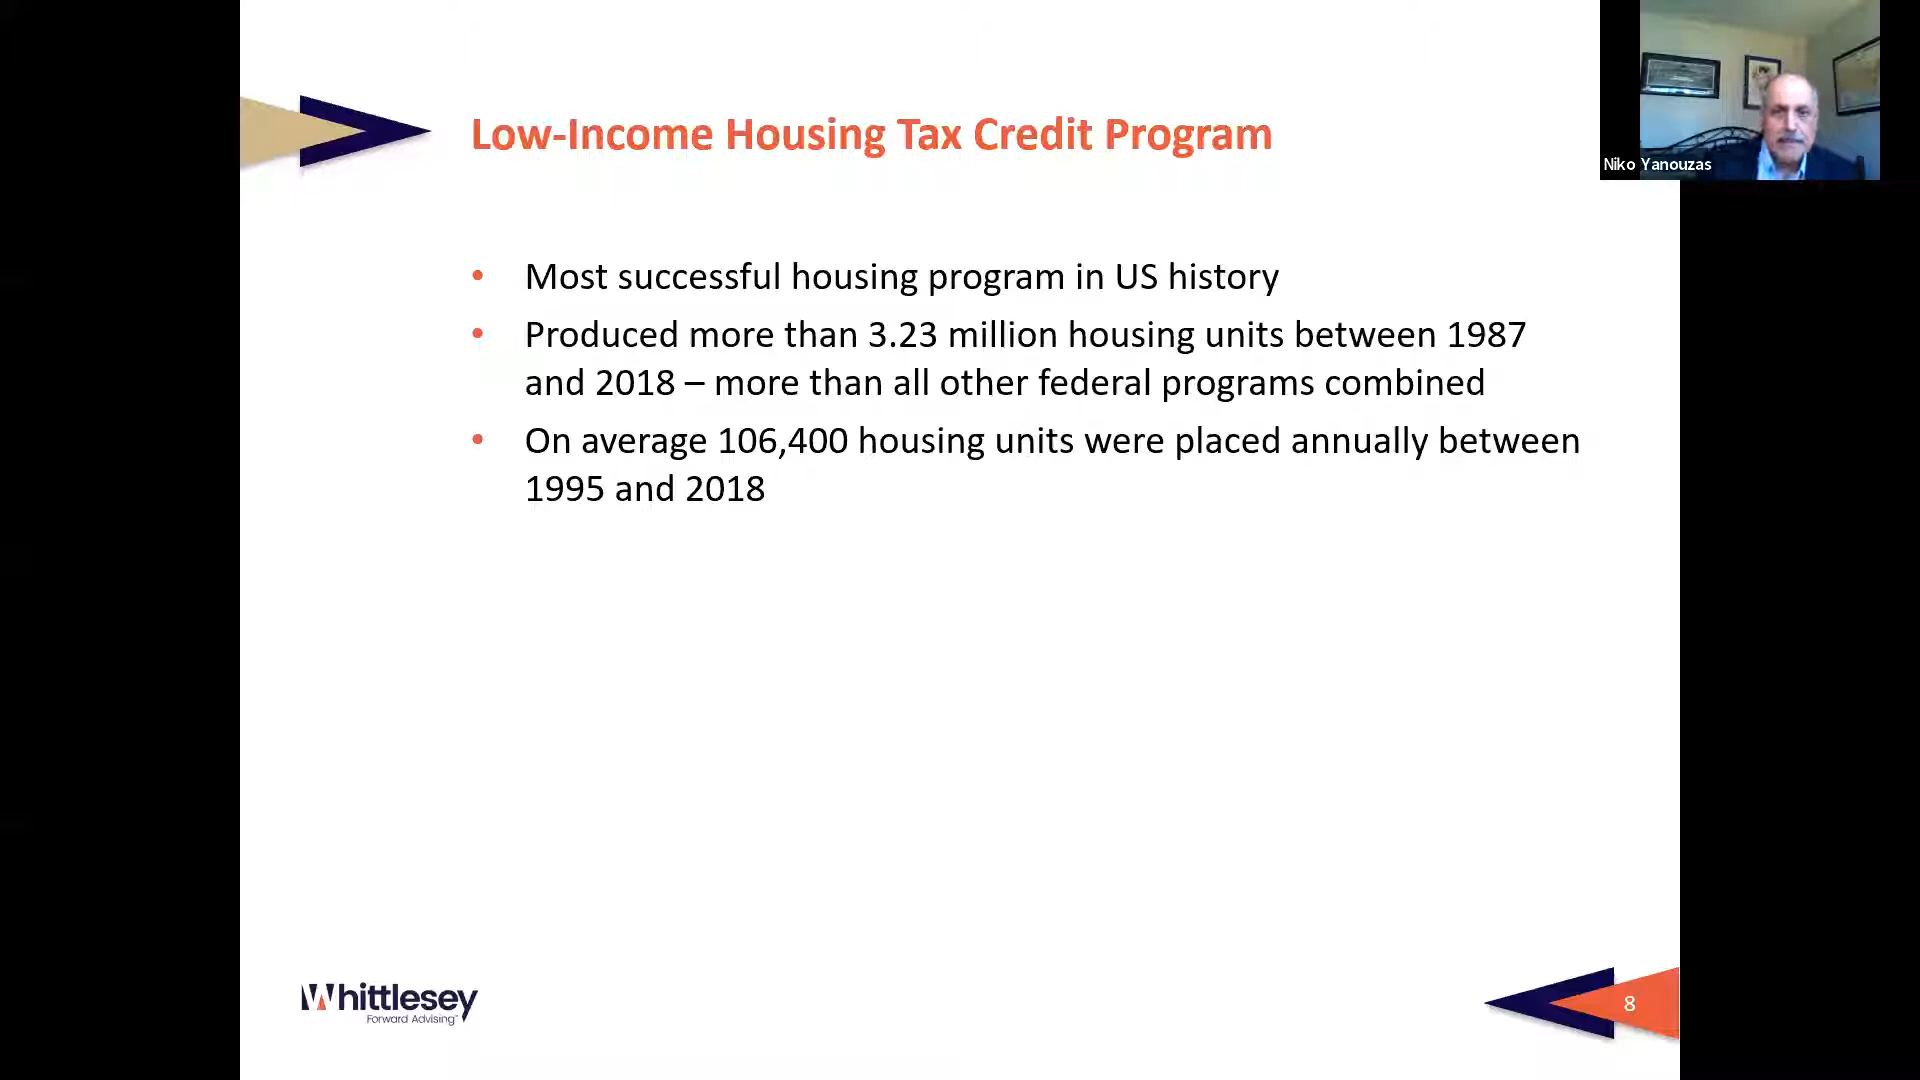 Low-Income Housing Tax Credit Program
Niko Yanouzas
• Most successful housing program in US history
• Produced more than 3.23 million housing units between 1987
and 2018 – more than all other federal programs combined
• On average 106,400 housing units were placed annually between
1995 and 2018
Whittlesey
Forward Advising™
8